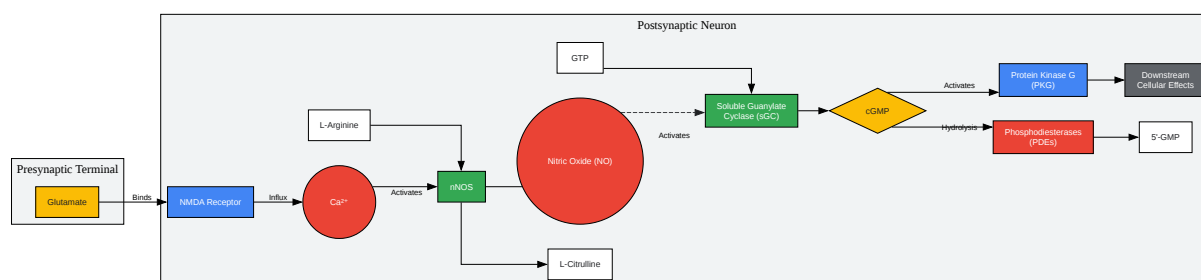 Postsynaptic Neuron
GTP
Protein Kinase G
(PKG)
Downstream
Cellular Effects
Activates
Soluble Guanylate
Cyclase (sGC)
cGMP
L-Arginine
Activates
Hydrolysis
Phosphodiesterases
(PDEs)
5'-GMP
Nitric Oxide (NO)
Presynaptic Terminal
Glutamate
Binds
NMDA Receptor
Influx
Ca²⁺
Activates
nNOS
L-Citrulline